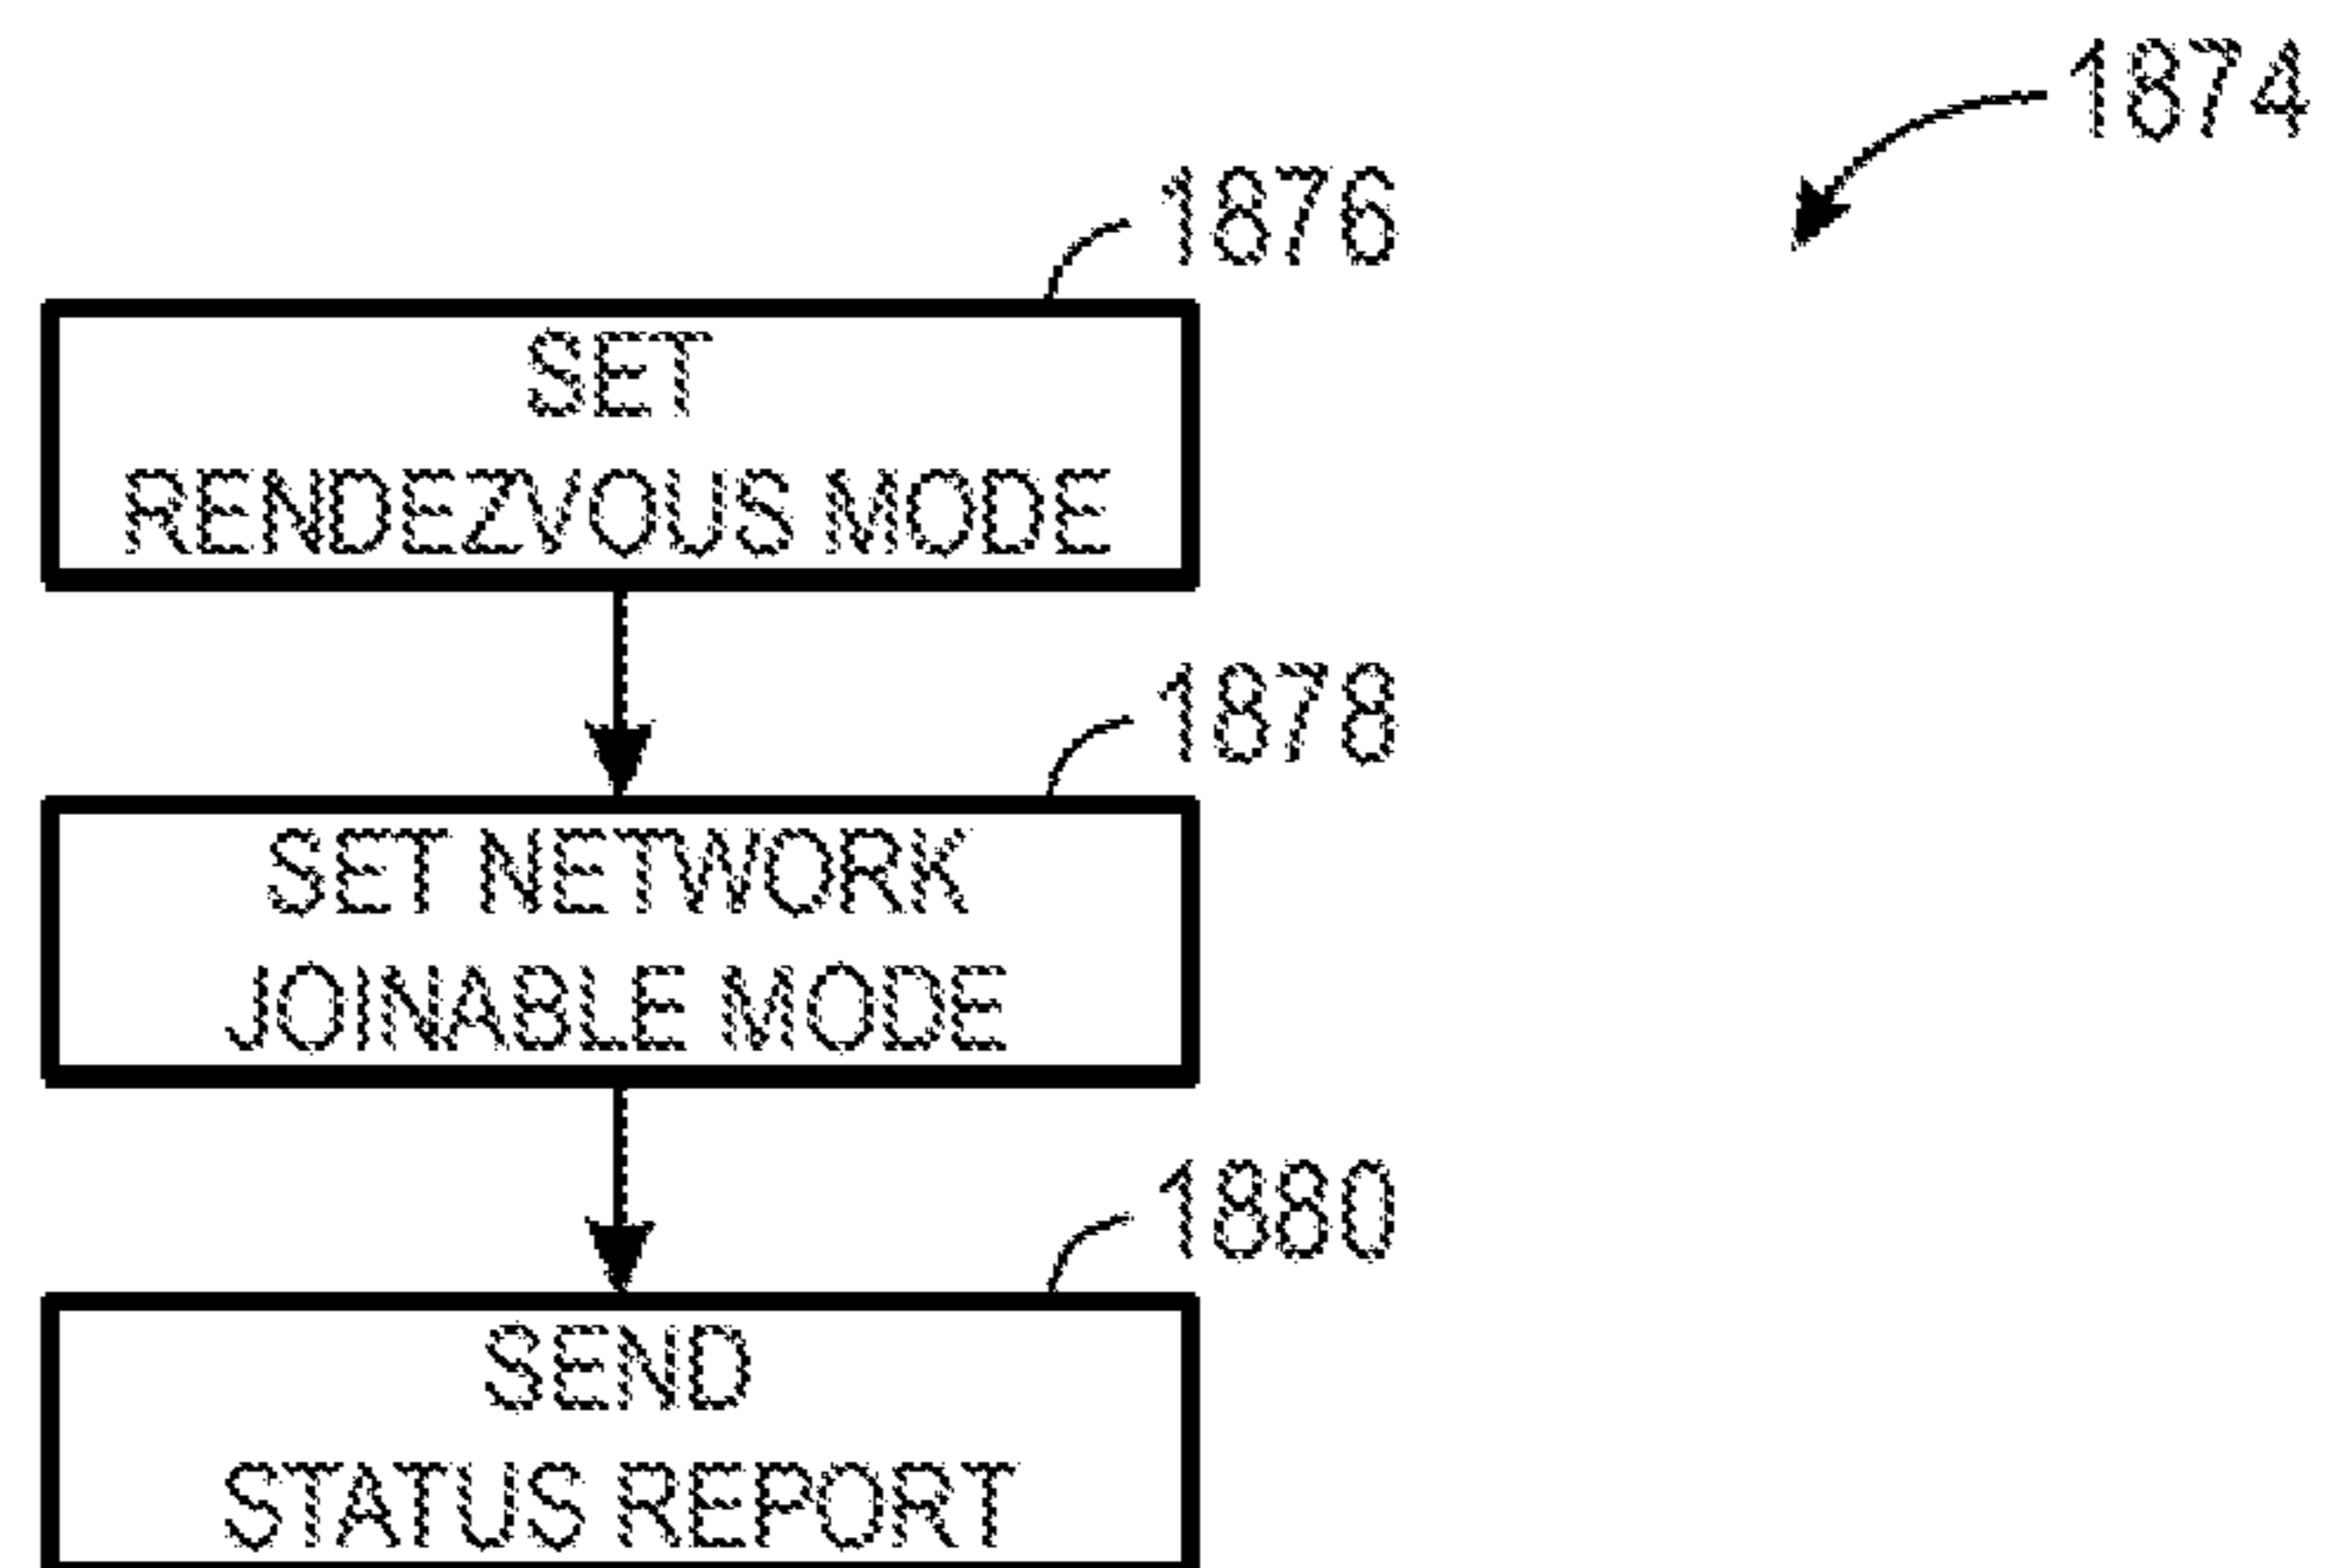 1874
1876
SET
RENDEZVOUS MODE
1878
SET NETWORK
JOINABLE MODE
1880
SEND
STATUS REPORT